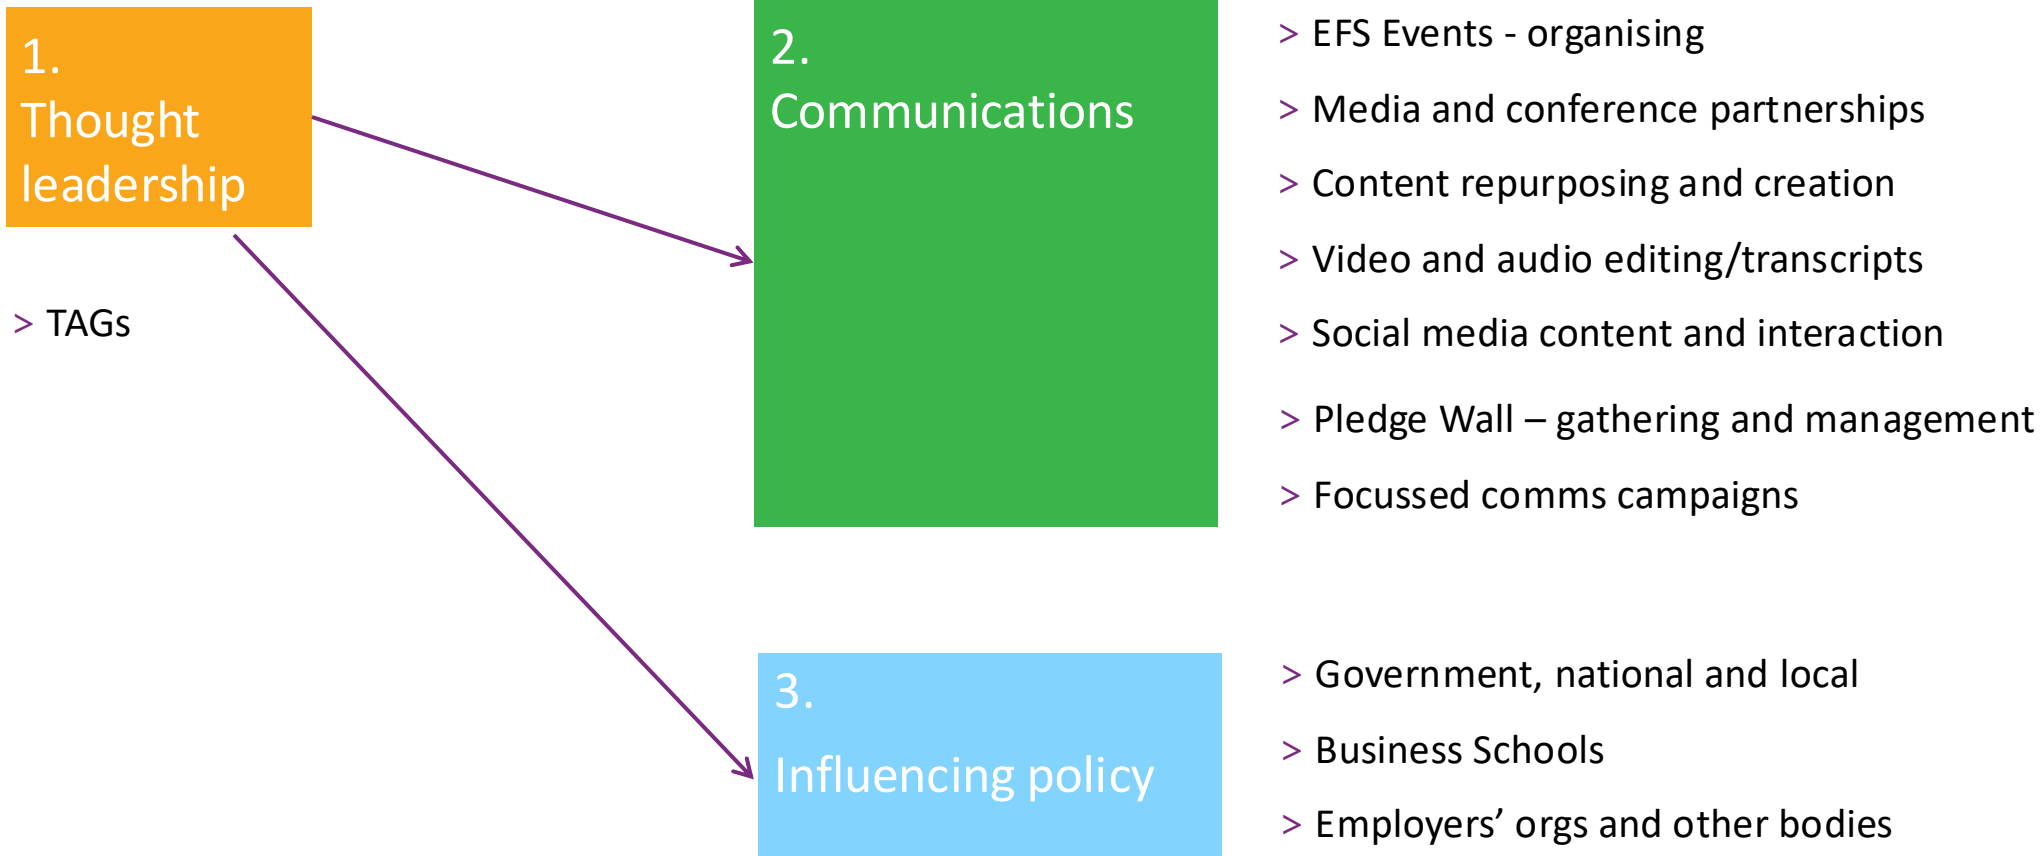 1.
Thought
leadership
> TAGs
2.
Communications
> EFS Events - organising
> Media and conference partnerships
> Content repurposing and creation
> Video and audio editing/transcripts
> Social media content and interaction
> Pledge Wall – gathering and management
> Focussed comms campaigns
3.
Influencing policy
> Government, national and local
> Business Schools
> Employers’ orgs and other bodies